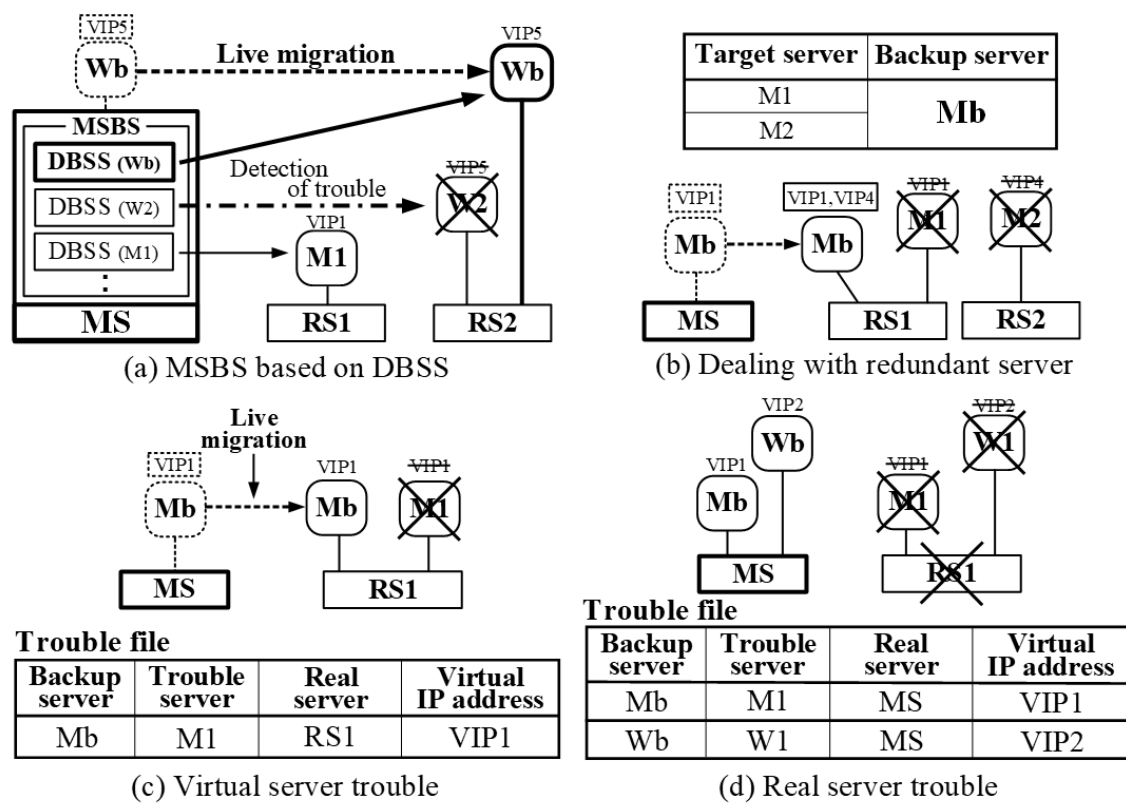 VIP5
Wb
Live migration
VIP5
Wb
MSBS
DBSS (Wb)
DBSS (W2)
DBSS (M1)
⋮
MS
Detection
of trouble
VIP5
W2
VIP1
M1
RS1
RS2
(a) MSBS based on DBSS
Target server Backup server
M1
M2
Mb
VIP1
Mb
MS
VIP1,VIP4
Mb
VIP1
M1
VIP4
M2
RS1
RS2
(b) Dealing with redundant server
Live
migration
VIP1
Mb
MS
VIP1
Mb
VIP1
M1
RS1
Trouble file
Backup server Trouble server Real server Virtual IP address
Mb M1 RS1 VIP1
(c) Virtual server trouble
VIP2
Wb
VIP1
Mb
MS
VIP2
W1
VIP1
M1
RS1
Trouble file
Backup server Trouble server Real server Virtual IP address
Mb M1 MS VIP1
Wb W1 MS VIP2
(d) Real server trouble